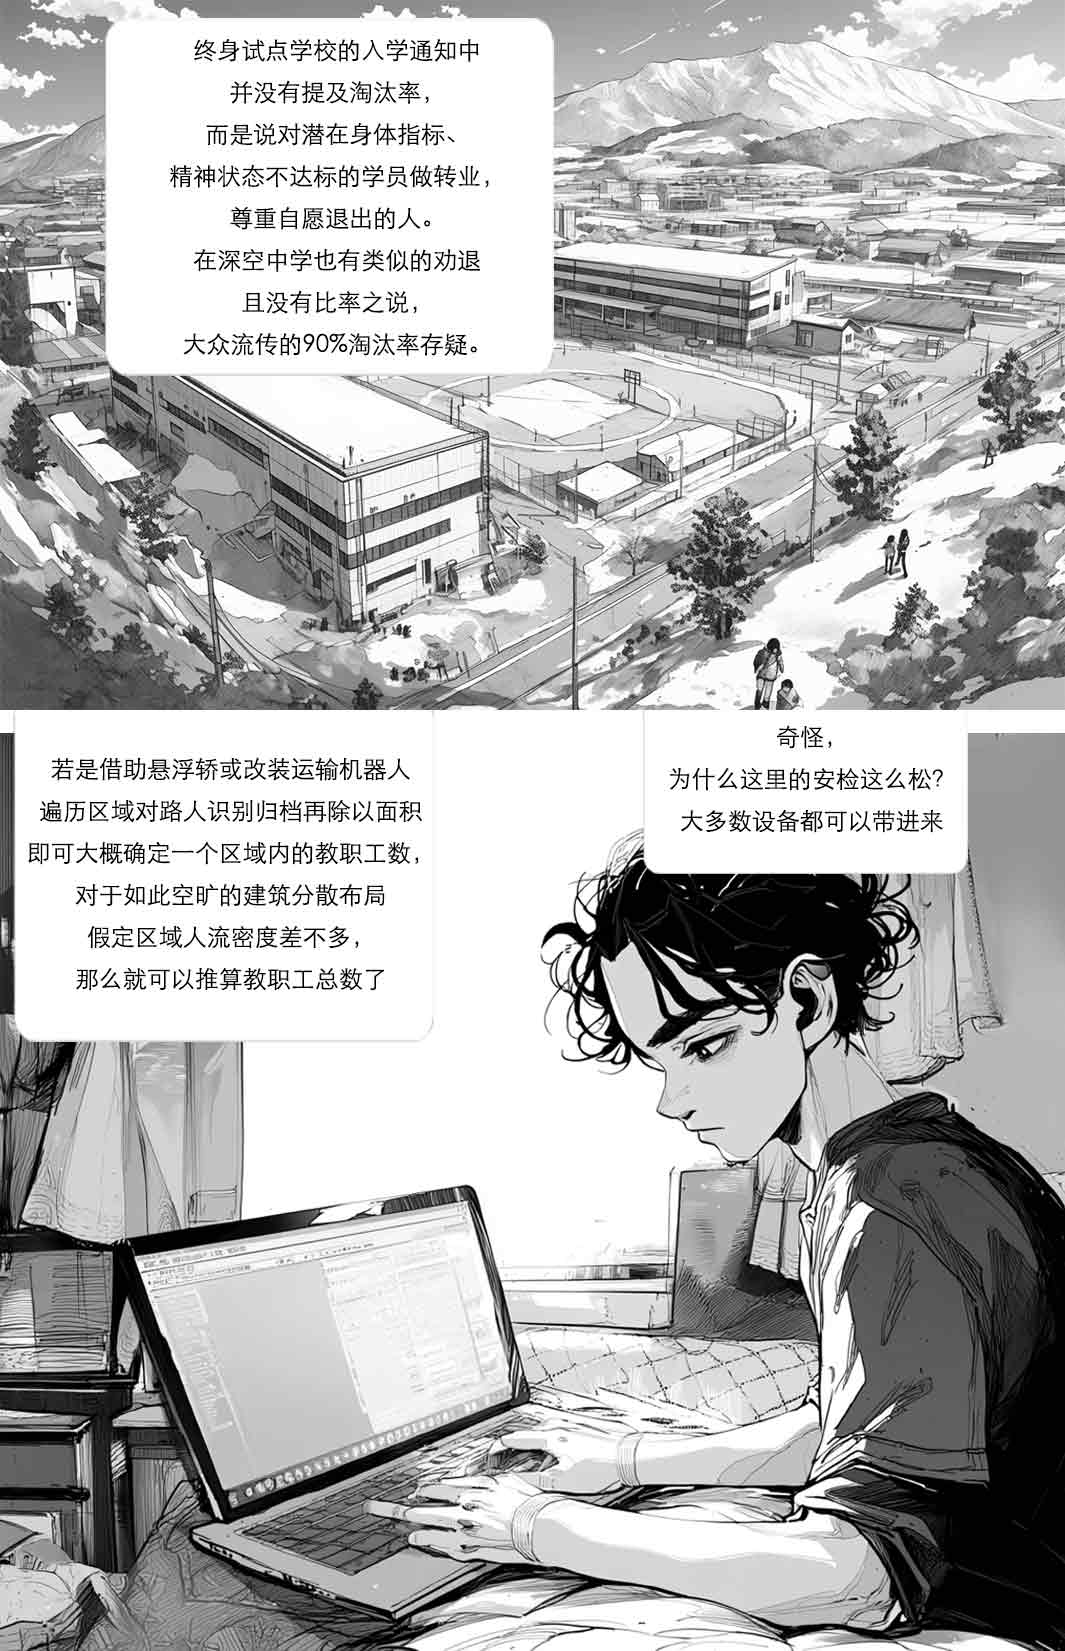 终身试点学校的入学通知中
并没有提及淘汰率，
而是说对潜在身体指标、
精神状态不达标的学员做转业，
尊重自愿退出的人。
在深空中学也有类似的劝退
且没有比率之说，
大众流传的90%淘汰率存疑。
若是借助悬浮轿或改装运输机器人
遍历区域对路人识别归档再除以面积
即可大概确定一个区域内的教职工数，
对于如此空旷的建筑分散布局
假定区域人流密度差不多，
那么就可以推算教职工总数了
奇怪，
为什么这里的安检这么松？
大多数设备都可以带进来